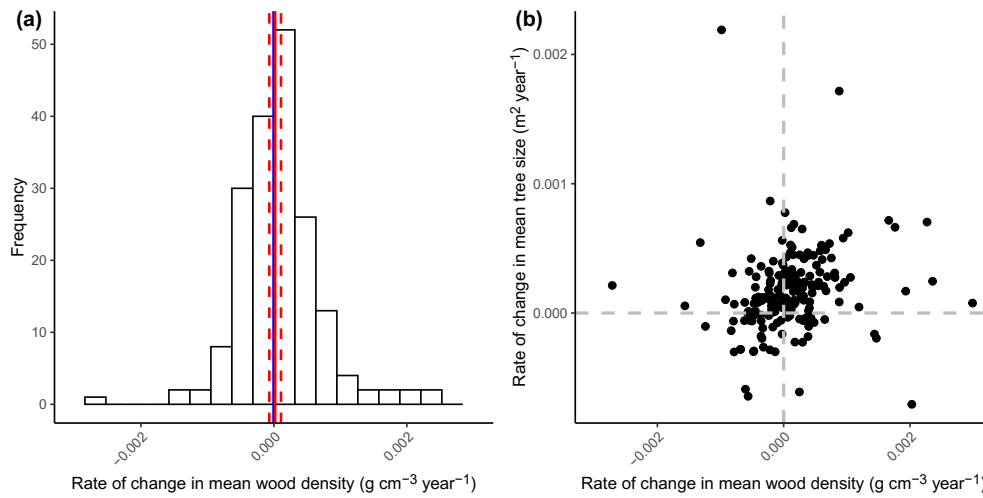 (a)
50
40
30
20
10
0
Frequency
−0.002
0.000
0.002
Rate of change in mean wood density (g cm−3 year−1)
(b)
0.002
0.001
0.000
Rate of change in mean tree size (m2 year−1)
−0.002
0.000
0.002
Rate of change in mean wood density (g cm−3 year−1)